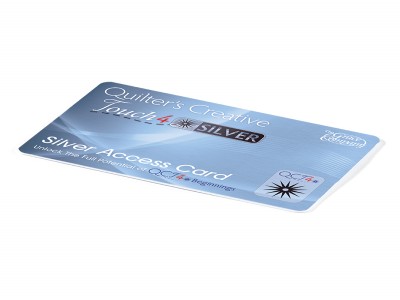 Quilter's Creative
Touch 4 SILVER
Silver Access Card
Unlock The Full Potential of QCT4 Beginnings
QCT4